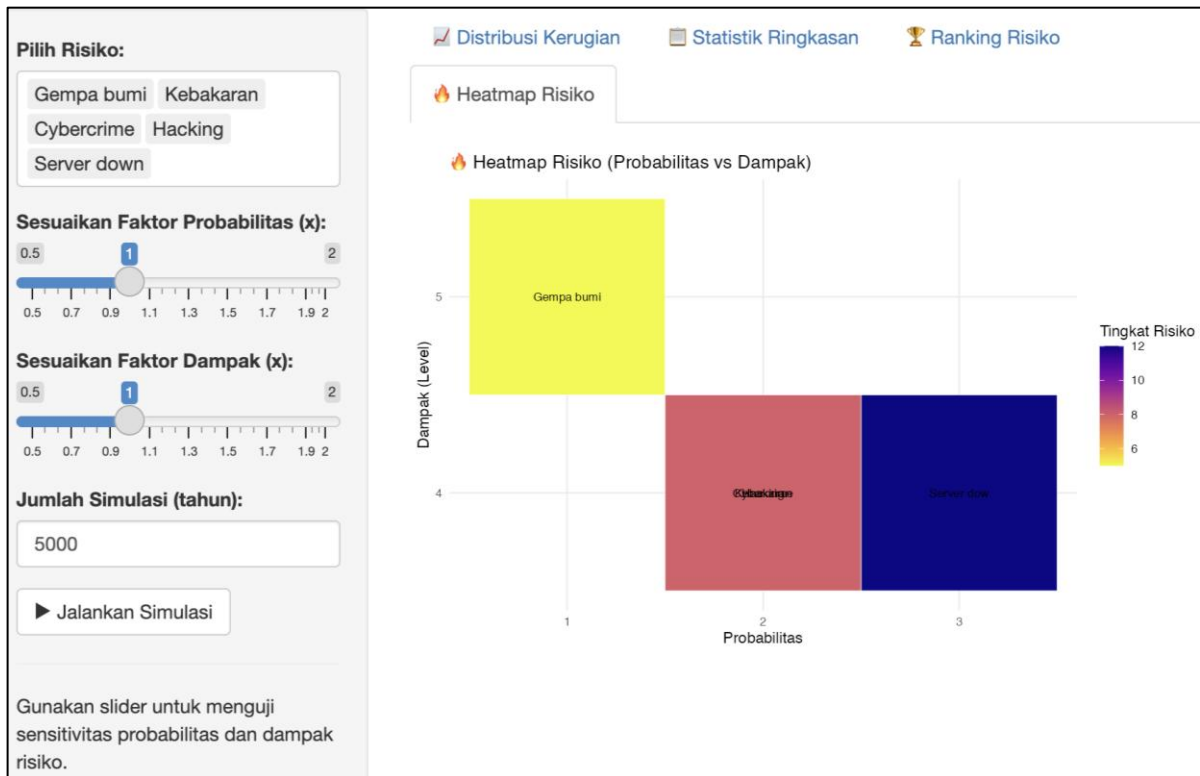 Pilih Risiko:
Gempa bumi Kebakaran
Cybercrime Hacking
Server down
Sesuaikan Faktor Probabilitas (x):
0.5 1 2
0.5 0.7 0.9 1.1 1.3 1.5 1.7 1.9 2
Sesuaikan Faktor Dampak (x):
0.5 1 2
0.5 0.7 0.9 1.1 1.3 1.5 1.7 1.9 2
Jumlah Simulasi (tahun):
5000
▶ Jalankan Simulasi
Gunakan slider untuk menguji
sensitivitas probabilitas dan dampak
risiko.
📈 Distribusi Kerugian 📋 Statistik Ringkasan 🏆 Ranking Risiko
🔥 Heatmap Risiko
🔥 Heatmap Risiko (Probabilitas vs Dampak)
Dampak (Level)
5
Gempa bumi
4
Server dow
1 2 3
Probabilitas
Tingkat Risiko
12
10
8
6